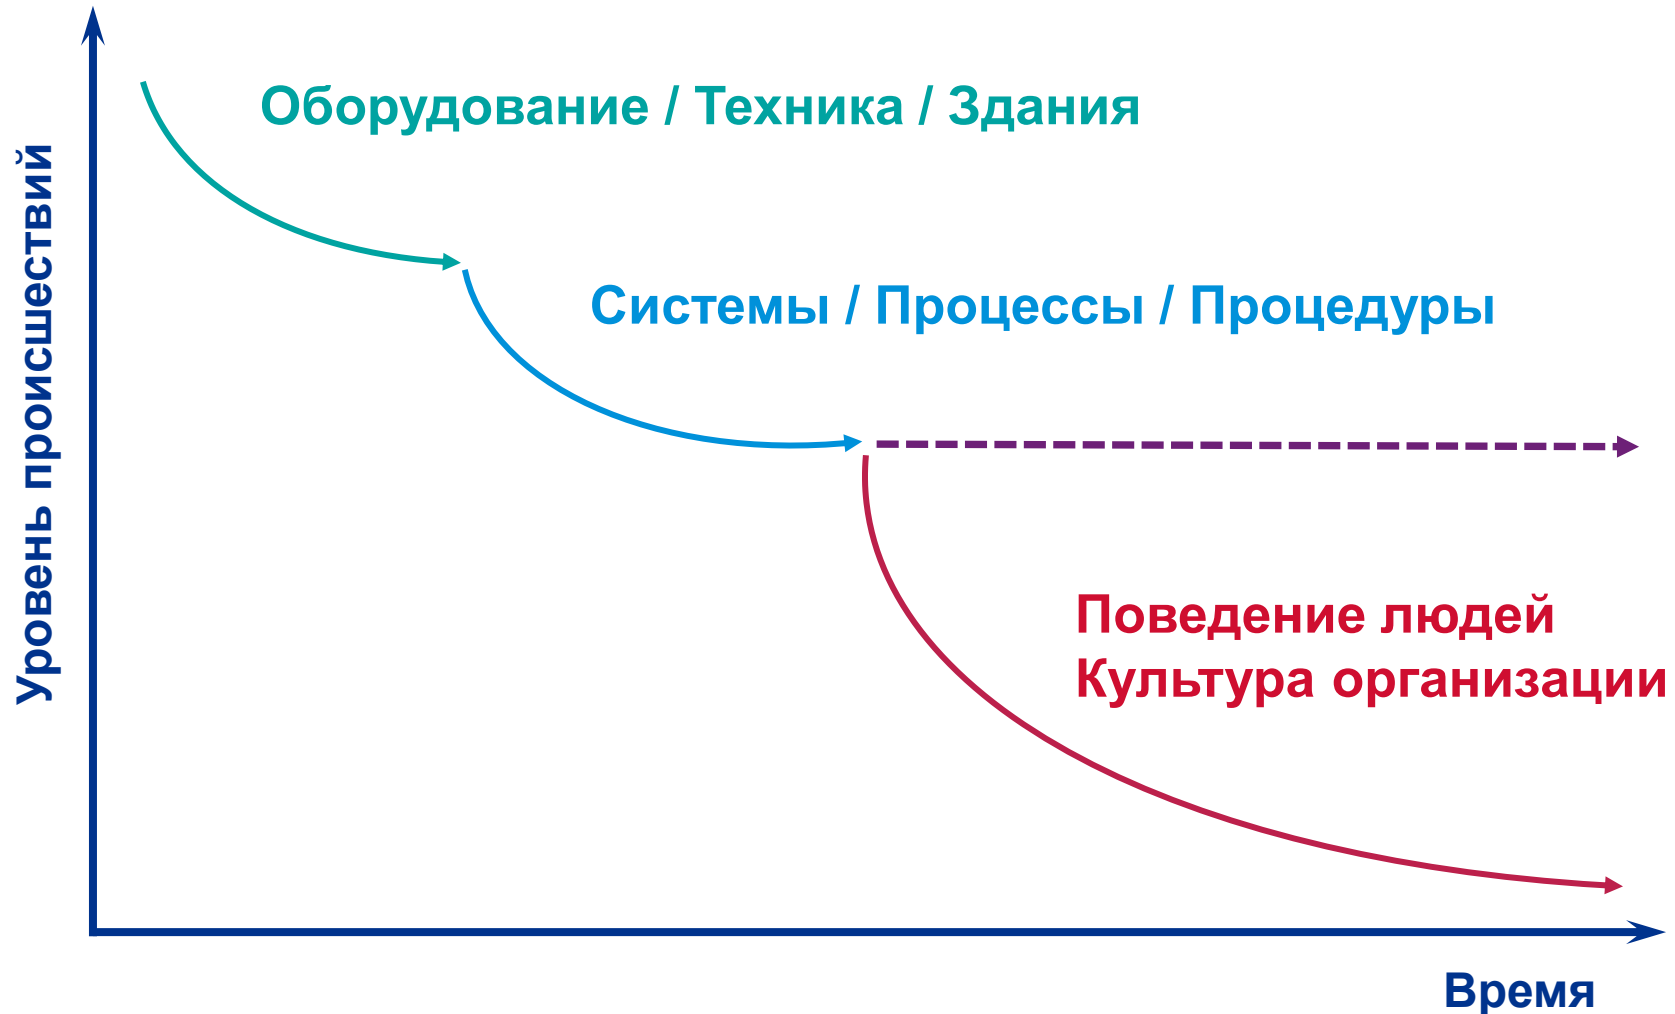 Оборудование / Техника / Здания
Уровень происшествий
Системы / Процессы / Процедуры
Поведение людей
Культура организации
Время